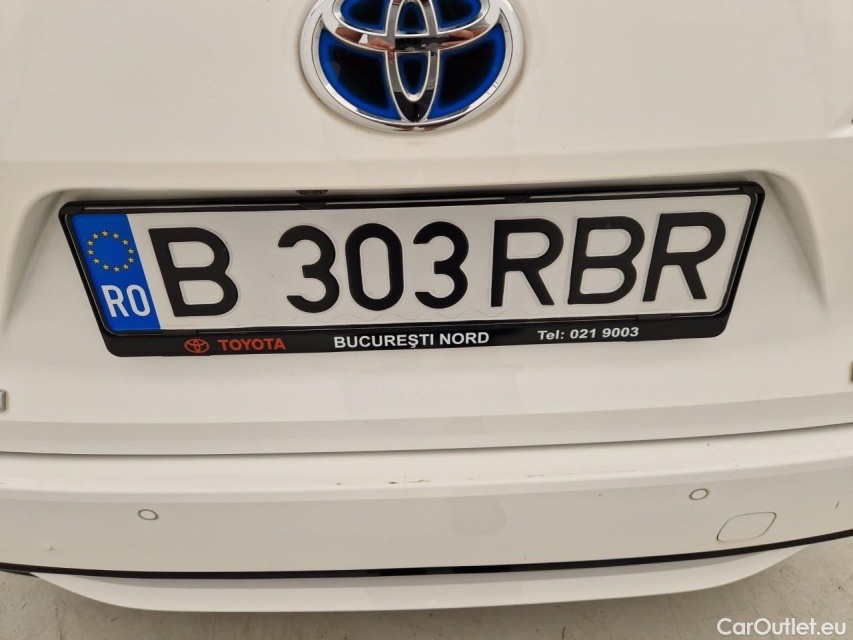 RO B 303 RBR
TOYOTA BUCUREȘTI NORD Tel: 021 9003
CarOutlet.eu